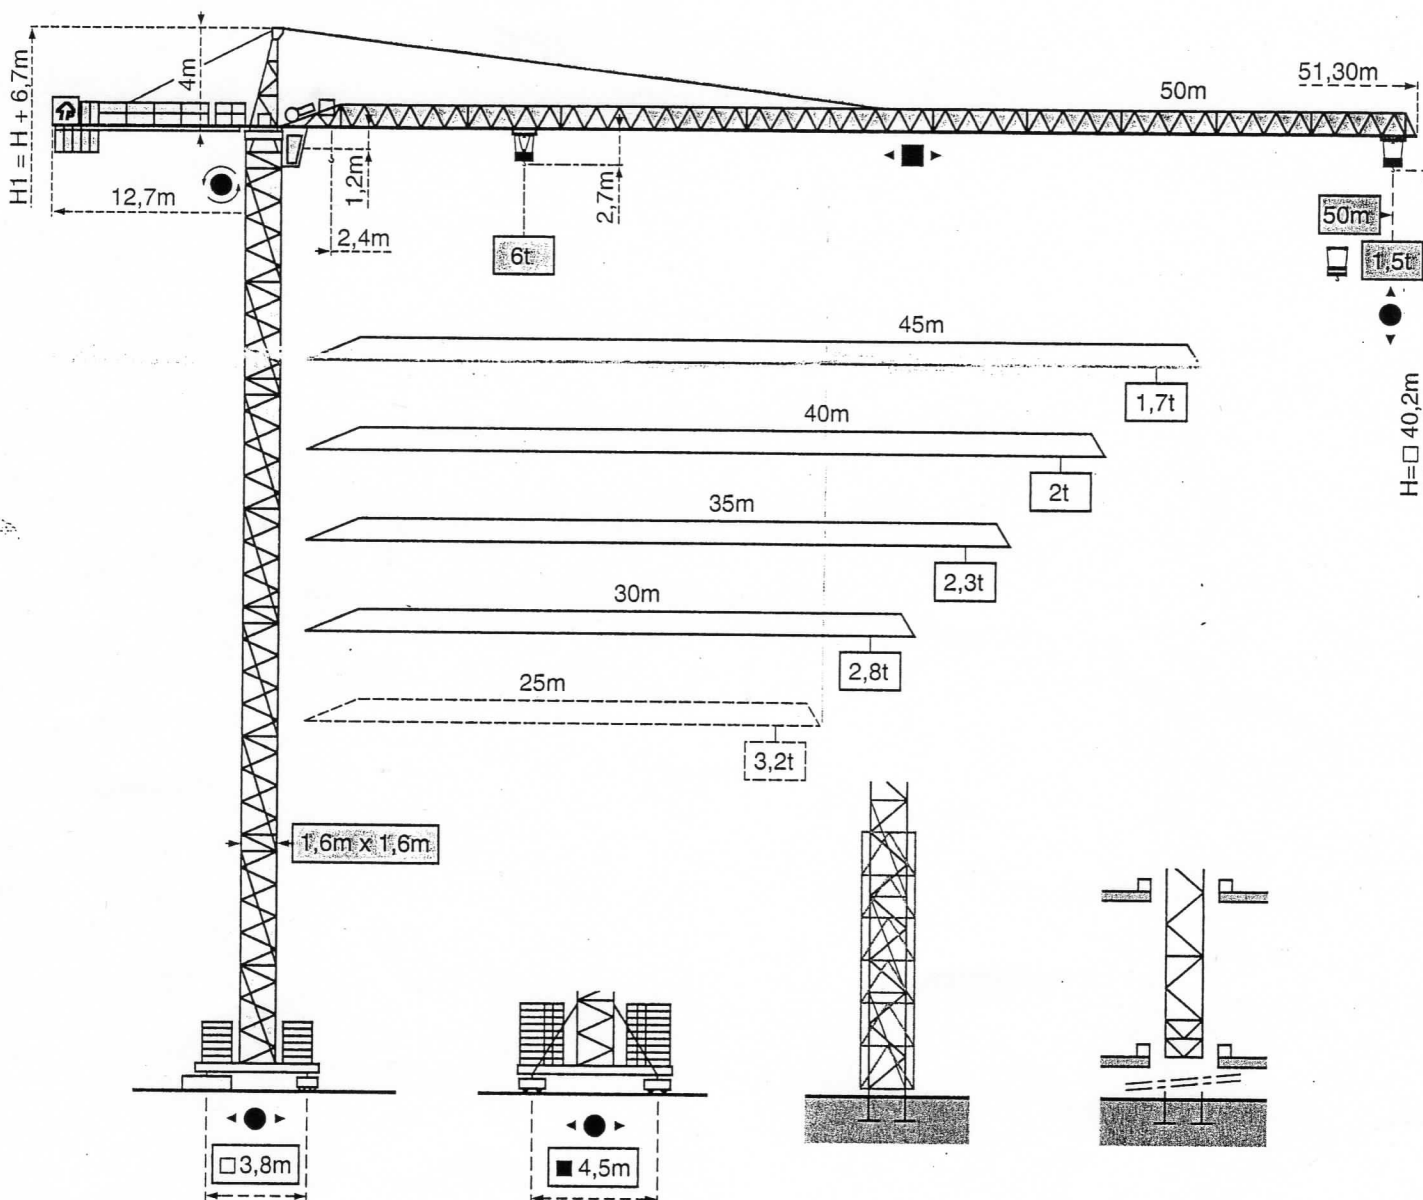 H1 = H + 6,7m
4m
51,30m
50m
1P
12,7m
1,2m
2,7m
2,4m
6t
50m
1,5t
45m
1,7t
H= □ 40,2m
40m
2t
35m
2,3t
30m
2,8t
25m
3,2t
1,6m x 1,6m
□ 3,8m
■ 4,5m